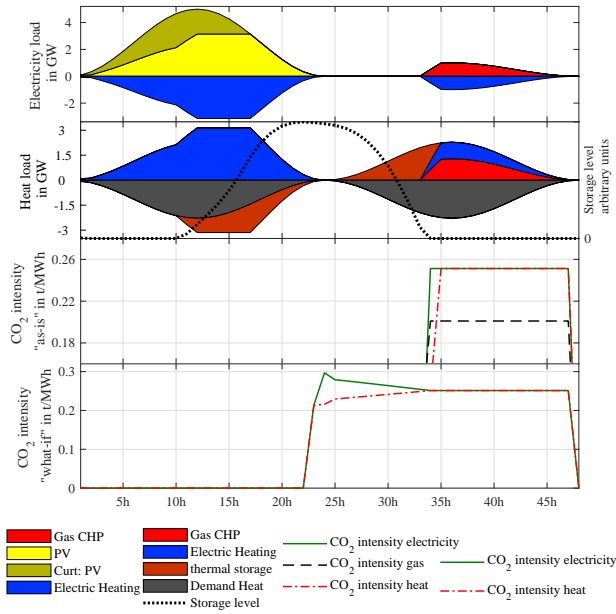 Electricity load
in GW
4
2
0
-2
Heat load
in GW
3
1.5
0
-1.5
-3
Storage level
arbitrary units
0
CO2 intensity
"as-is" in t/MWh
0.26
0.22
0.18
CO2 intensity
"what-if" in t/MWh
0.3
0.2
0.1
0
5h 10h 15h 20h 25h 30h 35h 40h 45h
Gas CHP
PV
Curt: PV
Electric Heating
Gas CHP
Electric Heating
thermal storage
Demand Heat
Storage level
CO2 intensity electricity
CO2 intensity gas
CO2 intensity heat
CO2 intensity electricity
CO2 intensity heat